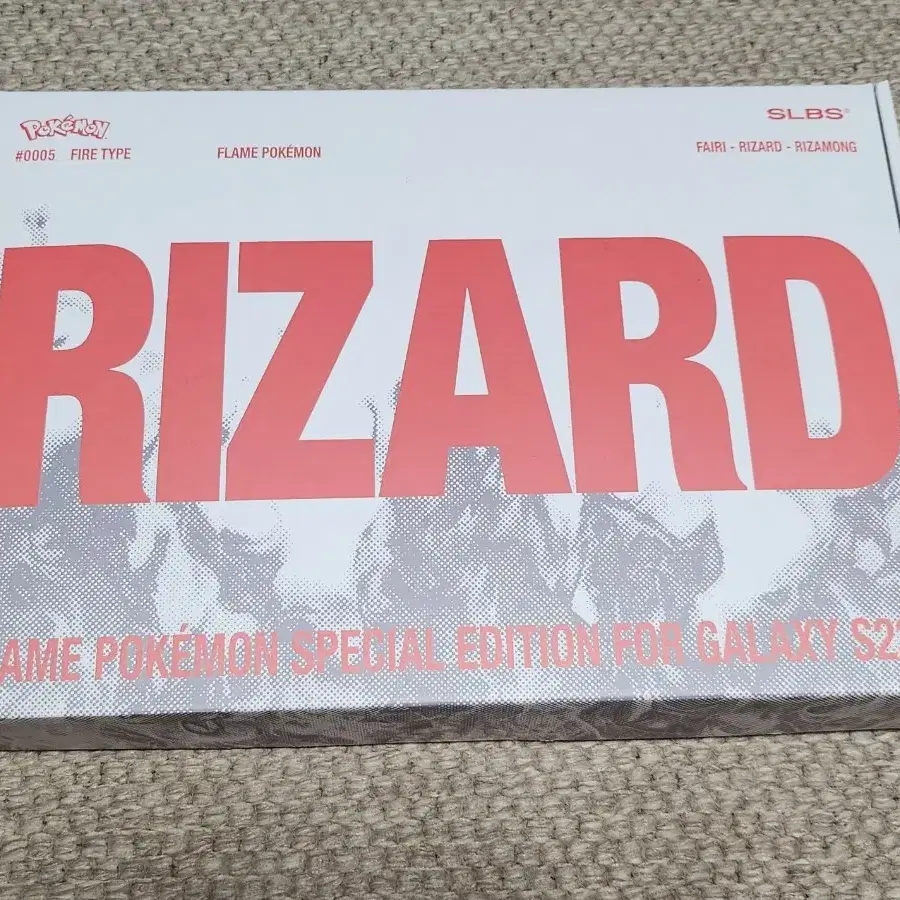 POKÉMON
SLBS®
#0005 FIRE TYPE
FLAME POKÉMON
FAIRI - RIZARD - RIZAMONG
RIZARD
AME POKÉMON SPECIAL EDITION FOR GALAXY S2